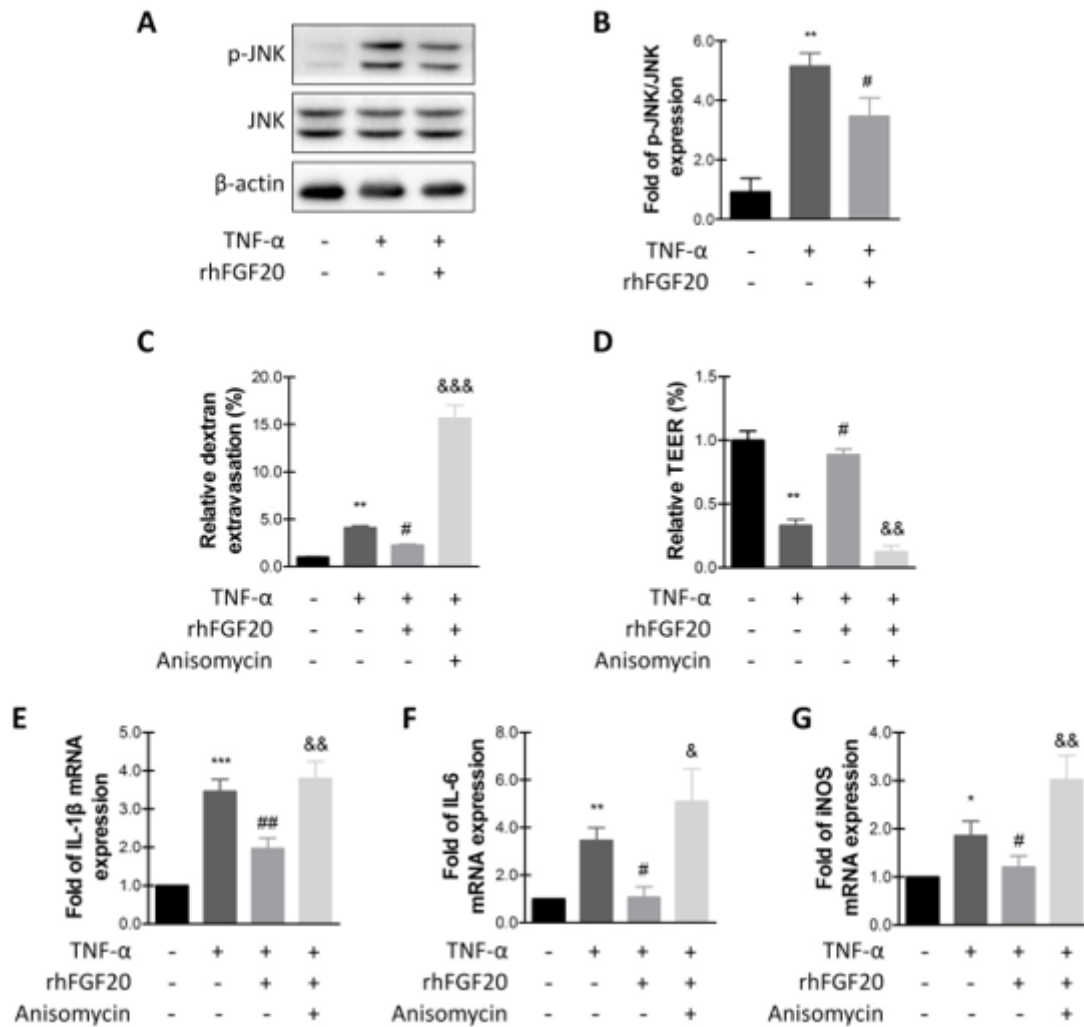 A
p-JNK
JNK
β-actin
TNF-α - + +
rhFGF20 - - +
B
Fold of p-JNK/JNK
expression
6.0
4.0
2.0
0.0
**
#
TNF-α - + +
rhFGF20 - - +
C
Relative dextran
extravasation (%)
20.0
15.0
10.0
5.0
0.0
**
#
&&&
TNF-α - + + +
rhFGF20 - - + +
Anisomycin - - - +
D
Relative TEER (%)
1.5
1.0
0.5
0.0
**
#
&&
TNF-α - + + +
rhFGF20 - - + +
Anisomycin - - - +
E
Fold of IL-1β mRNA
expression
5.0
4.0
3.0
2.0
1.0
0.0
***
##
&&
TNF-α - + + +
rhFGF20 - - + +
Anisomycin - - - +
F
Fold of IL-6
mRNA expression
8.0
6.0
4.0
2.0
0.0
**
#
&
TNF-α - + + +
rhFGF20 - - + +
Anisomycin - - - +
G
Fold of iNOS
mRNA expression
4.0
3.0
2.0
1.0
0.0
*
#
&&
TNF-α - + + +
rhFGF20 - - + +
Anisomycin - - - +